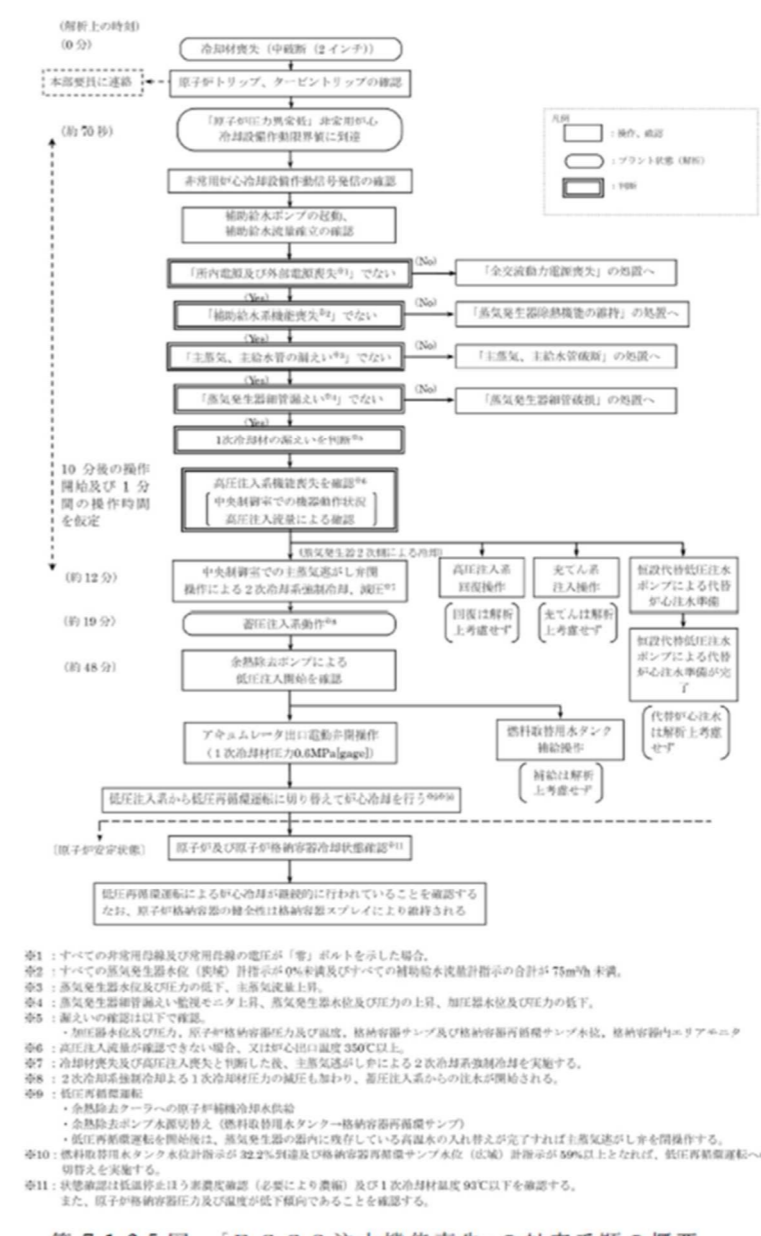 (解析上の時刻)
(0 分)
冷却材喪失（中破断（2 インチ））
本部要員に連絡
原子炉トリップ、タービントリップの確認
(約 70 秒)
「原子炉圧力異常低」非常用炉心
冷却設備作動限界値に到達
非常用炉心冷却設備作動信号発信の確認
補助給水ポンプの起動、
補助給水流量確立の確認
凡例
：操作、確認
：プラント状態（解析）
：判断
「所内電源及び外部電源喪失※1」でない
(No)
「全交流動力電源喪失」の処置へ
(Yes)
「補助給水系機能喪失※2」でない
(No)
「蒸気発生器除熱機能の維持」の処置へ
(Yes)
「主蒸気、主給水管の漏えい※3」でない
(No)
「主蒸気、主給水管破断」の処置へ
(Yes)
「蒸気発生器細管漏えい※4」でない
(No)
「蒸気発生器細管破損」の処置へ
(Yes)
1次冷却材の漏えいを判断※5
10 分後の操作
開始及び 1 分
間の操作時間
を仮定
高圧注入系機能喪失を確認※6
中央制御室での機器動作状況
高圧注入流量による確認
(蒸気発生器2次側による冷却)
(約 12 分)
中央制御室での主蒸気逃がし弁開
操作による2次冷却系強制冷却、減圧※7
高圧注入系
回復操作
回復は解析
上考慮せず
充てん系
注入操作
充てんは解析
上考慮せず
恒設代替低圧注水
ポンプによる代替
炉心注水準備
恒設代替低圧注水
ポンプによる代替
炉心注水準備が完
了
代替炉心注水
は解析上考慮
せず
(約 19 分)
蓄圧注入系動作※8
(約 48 分)
余熱除去ポンプによる
低圧注入開始を確認
アキュムレータ出口電動弁閉操作
（1 次冷却材圧力0.6MPa[gage]）
燃料取替用水タンク
補給操作
補給は解析
上考慮せず
低圧注入系から低圧再循環運転に切り替えて炉心冷却を行う※9※10
［原子炉安定状態］
原子炉及び原子炉格納容器冷却状態確認※11
低圧再循環運転による炉心冷却が継続的に行われていることを確認する
なお、原子炉格納容器の健全性は格納容器スプレイにより維持される
※1 ：すべての非常用母線及び常用母線の電圧が「零」ボルトを示した場合。
※2 ：すべての蒸気発生器水位（狭域）計指示が 0%未満及びすべての補助給水流量計指示の合計が 75m³/h 未満。
※3 ：蒸気発生器水位及び圧力の低下、主蒸気流量上昇。
※4 ：蒸気発生器細管漏えい監視モニタ上昇、蒸気発生器水位及び圧力の上昇、加圧器水位及び圧力の低下。
※5 ：漏えいの確認は以下で確認。
・加圧器水位及び圧力、原子炉格納容器圧力及び温度、格納容器サンプ及び格納容器再循環サンプ水位、格納容器内エリアモニタ
※6 ：高圧注入流量が確認できない場合、又は炉心出口温度 350℃以上。
※7 ：冷却材喪失及び高圧注入喪失と判断した後、主蒸気逃がし弁による2次冷却系強制冷却を実施する。
※8 ：2次冷却系強制冷却よる1次冷却材圧力の減圧も加わり、蓄圧注入系からの注水が開始される。
※9 ：低圧再循環運転
・余熱除去クーラへの原子炉補機冷却水供給
・余熱除去ポンプ水源切替え（燃料取替用水タンク→格納容器再循環サンプ）
・低圧再循環運転を開始後は、蒸気発生器の器内に残存している高温水の入れ替えが完了すれば主蒸気逃がし弁を閉操作する。
※10：燃料取替用水タンク水位計指示が 32.2%到達及び格納容器再循環サンプ水位（広域）計指示が 59%以上となれば、低圧再循環運転への
切替えを実施する。
※11：状態確認は低温停止ほう素濃度確認（必要により濃縮）及び1次冷却材温度 93℃以下を確認する。
また、原子炉格納容器圧力及び温度が低下傾向であることを確認する。